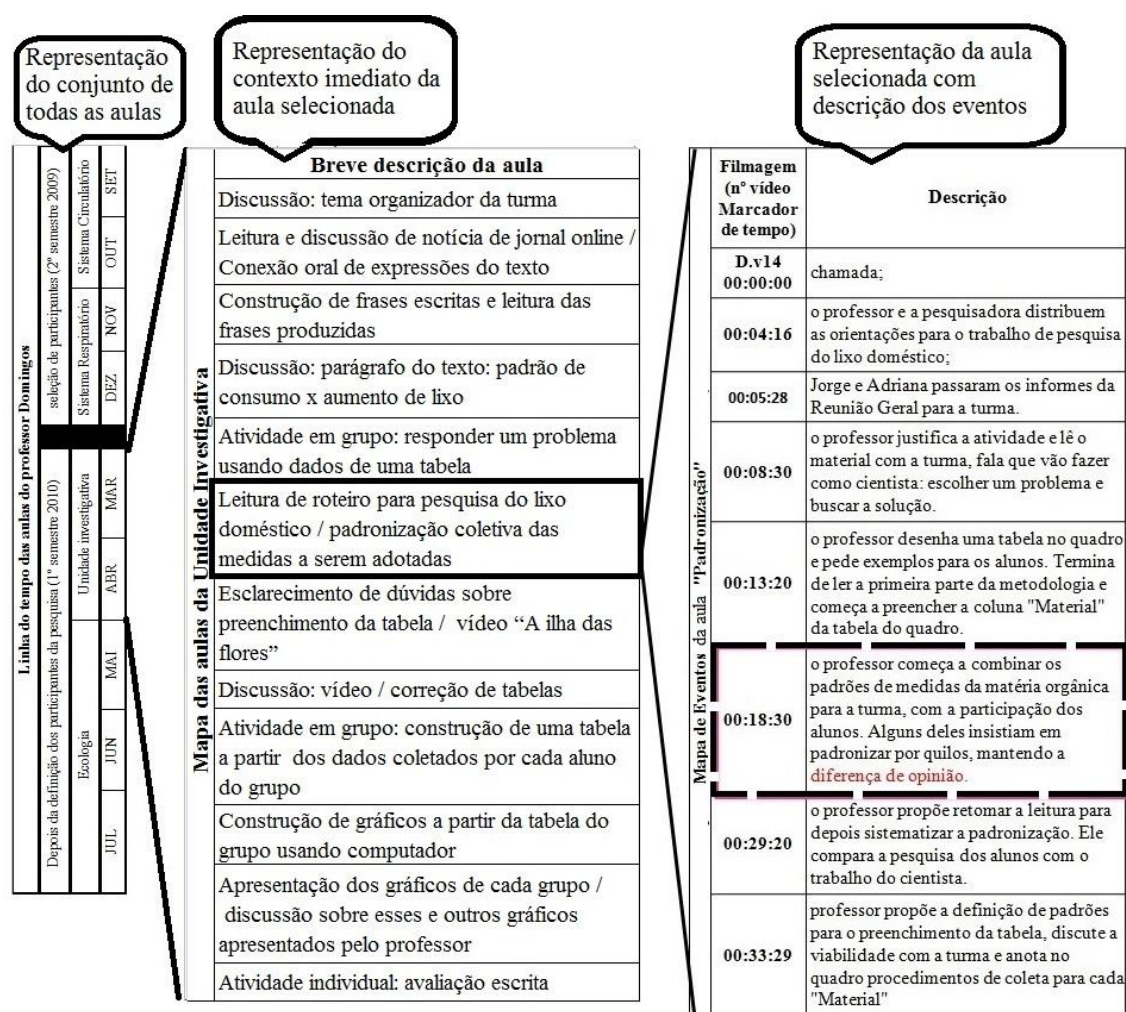 Representação
do conjunto de
todas as aulas
Representação do
contexto imediato da
aula selecionada
Representação da aula
selecionada com
descrição dos eventos
Linha do tempo das aulas do professor Domingos
seleção de participantes (2º semestre 2009)
Depois da definição dos participantes da pesquisa (1º semestre 2010)
Sistema Circulatório
Sistema Respiratório
Unidade investigativa
Ecologia
SET
OUT
NOV
DEZ
MAR
ABR
MAI
JUN
JUL
Mapa das aulas da Unidade Investigativa
Breve descrição da aula
Discussão: tema organizador da turma
Leitura e discussão de notícia de jornal online /
Conexão oral de expressões do texto
Construção de frases escritas e leitura das
frases produzidas
Discussão: parágrafo do texto: padrão de
consumo x aumento de lixo
Atividade em grupo: responder um problema
usando dados de uma tabela
Leitura de roteiro para pesquisa do lixo
doméstico / padronização coletiva das
medidas a serem adotadas
Esclarecimento de dúvidas sobre
preenchimento da tabela / vídeo “A ilha das
flores”
Discussão: vídeo / correção de tabelas
Atividade em grupo: construção de uma tabela
a partir dos dados coletados por cada aluno
do grupo
Construção de gráficos a partir da tabela do
grupo usando computador
Apresentação dos gráficos de cada grupo /
discussão sobre esses e outros gráficos
apresentados pelo professor
Atividade individual: avaliação escrita
Mapa de Eventos da aula "Padronização"
Filmagem
(nº vídeo
Marcador
de tempo)
Descrição
D.v14
00:00:00
chamada;
00:04:16
o professor e a pesquisadora distribuem
as orientações para o trabalho de pesquisa
do lixo doméstico;
00:05:28
Jorge e Adriana passaram os informes da
Reunião Geral para a turma.
00:08:30
o professor justifica a atividade e lê o
material com a turma, fala que vão fazer
como cientista: escolher um problema e
buscar a solução.
00:13:20
o professor desenha uma tabela no quadro
e pede exemplos para os alunos. Termina
de ler a primeira parte da metodologia e
começa a preencher a coluna "Material"
da tabela do quadro.
00:18:30
o professor começa a combinar os
padrões de medidas da matéria orgânica
para a turma, com a participação dos
alunos. Alguns deles insistiam em
padronizar por quilos, mantendo a
diferença de opinião.
00:29:20
o professor propõe retomar a leitura para
depois sistematizar a padronização. Ele
compara a pesquisa dos alunos com o
trabalho do cientista.
00:33:29
professor propõe a definição de padrões
para o preenchimento da tabela, discute a
viabilidade com a turma e anota no
quadro procedimentos de coleta para cada
"Material"